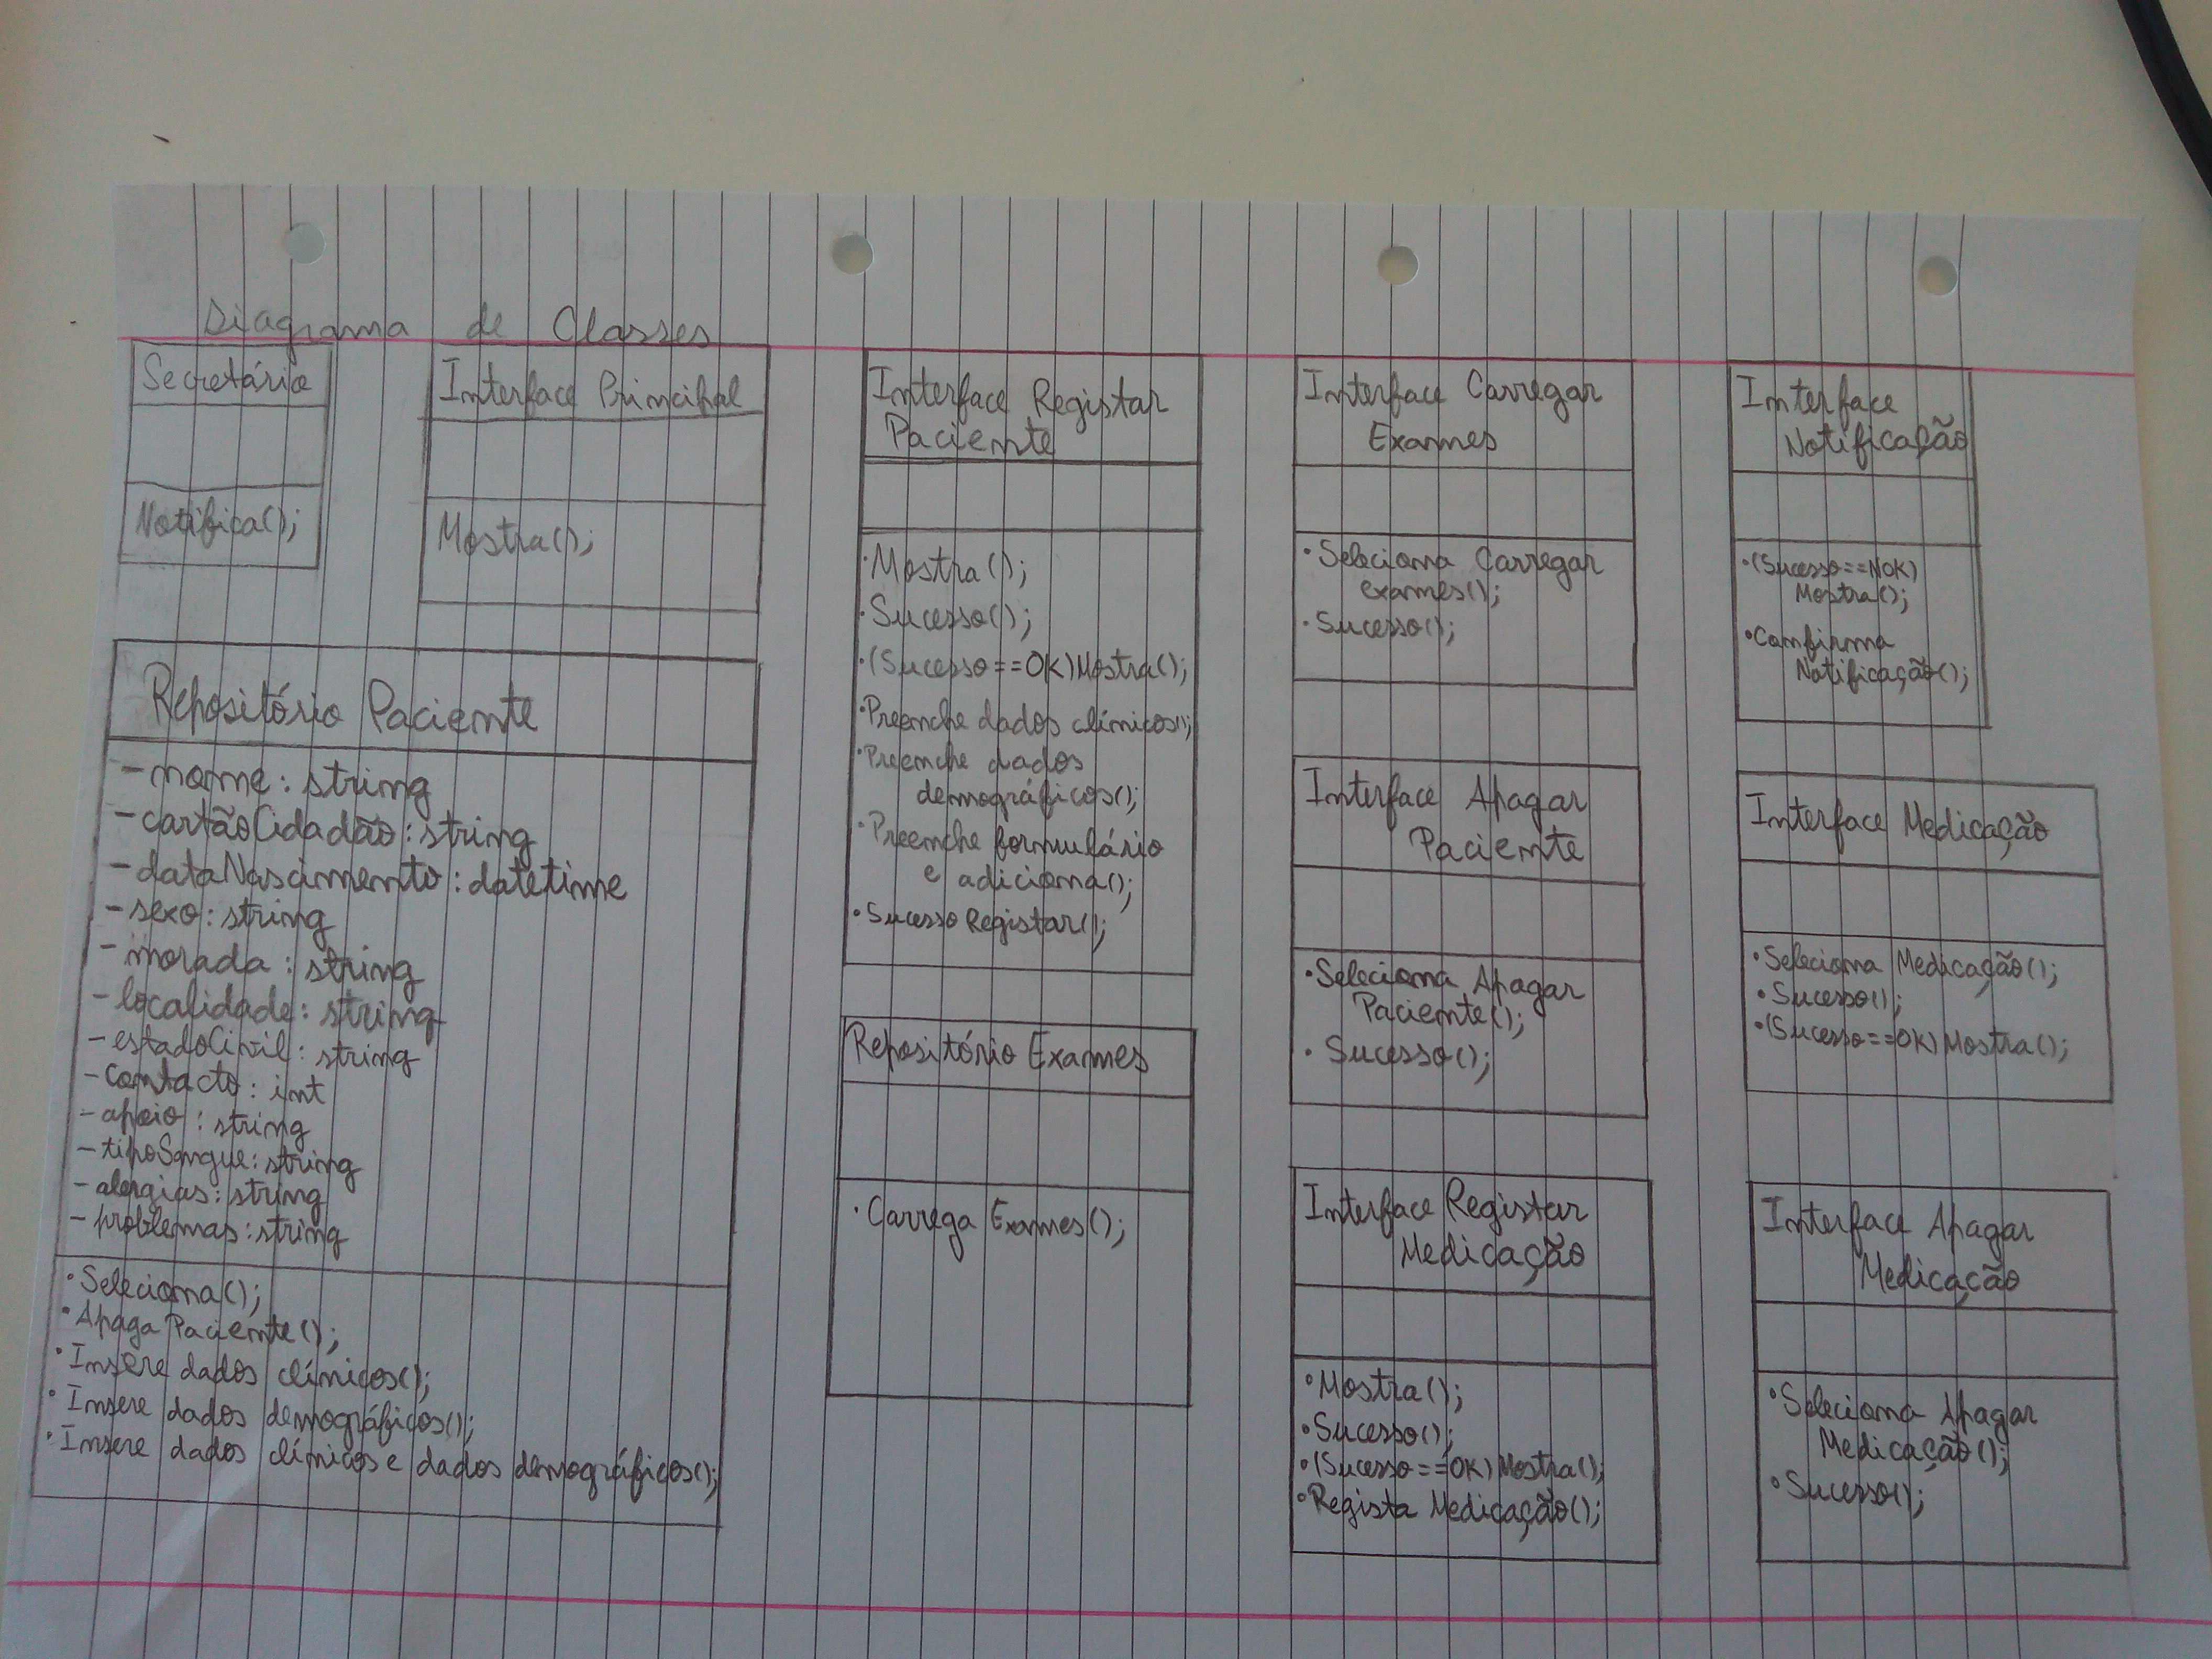 Diagrama de Classes
Secretário
Notifica();
Interface Principal
Mostra();
Repositório Paciente
- nome: string
- cartãoCidadão: string
- dataNascimento: datetime
- sexo: string
- morada: string
- localidade: string
- estadoCivil: string
- Contacto: int
- apoio: string
- tipoSangue: string
- alergias: string
- problemas: string
• Seleciona();
• Apaga Paciente();
• Insere dados clínicos();
• Insere dados demográficos();
• Insere dados clínicos e dados demográficos();
Interface Registar
Paciente
• Mostra();
• Sucesso();
• (Sucesso==OK) Mostra();
• Preenche dados clínicos();
• Preenche dados
demográficos();
• Preenche formulário
e adiciona();
• Sucesso Registar();
Repositório Exames
• Carrega Exames();
Interface Carregar
Exames
• Seleciona Carregar
exames();
• Sucesso();
Interface Apagar
Paciente
• Seleciona Apagar
Paciente();
• Sucesso();
Interface Registar
Medicação
• Mostra();
• Sucesso();
• (Sucesso==OK) Mostra();
• Regista Medicação();
Interface
Notificação
• (Sucesso==NOK)
Mostra();
• Confirma
Notificação();
Interface Medicação
• Seleciona Medicação();
• Sucesso();
• (Sucesso==OK) Mostra();
Interface Apagar
Medicação
• Seleciona Apagar
Medicação();
• Sucesso();